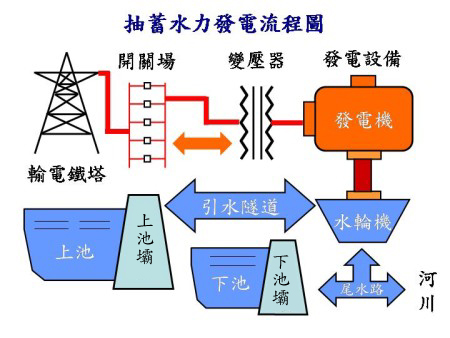 抽蓄水力發電流程圖
開關場
變壓器
發電設備
發電機
輸電鐵塔
引水隧道
水輪機
上池
上池壩
下池
下池壩
尾水路
河川